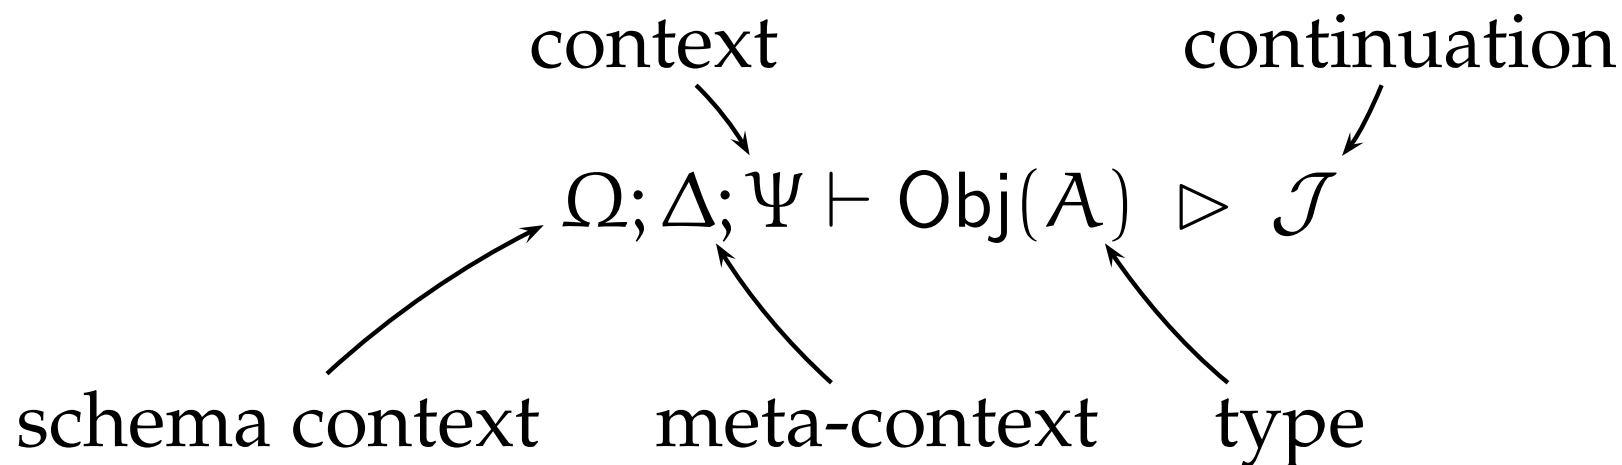 context continuation
Ω; Δ; Ψ ⊢ Obj(A) ▷ 𝒥
schema context meta-context type